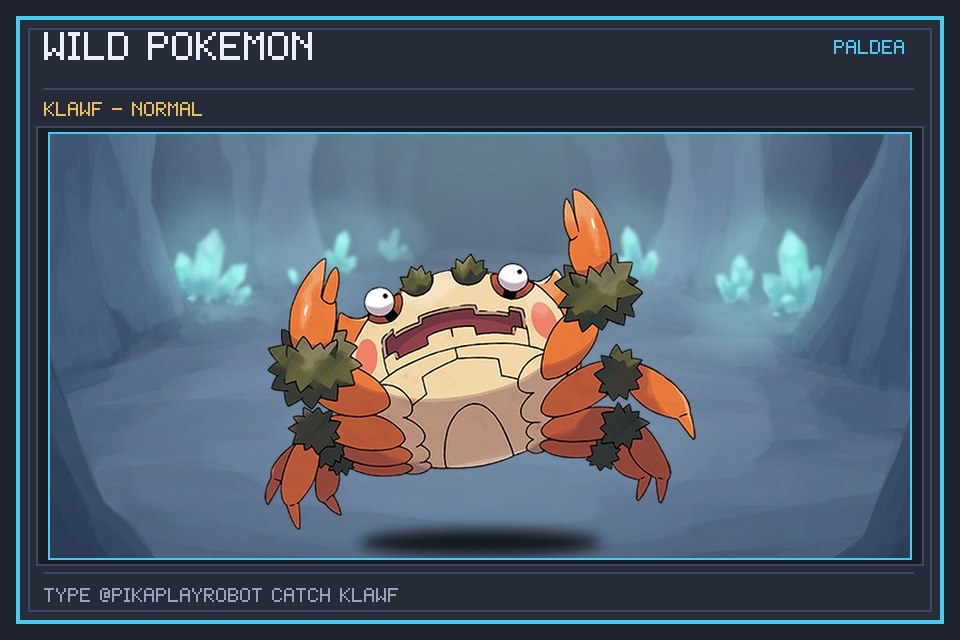 WILD POKEMON
PALDEA
KLAWF - NORMAL
TYPE @PIKAPLAYROBOT CATCH KLAWF